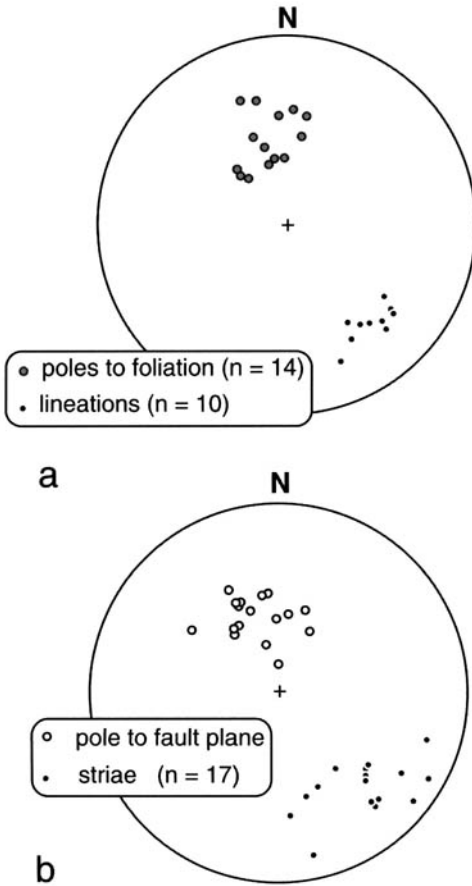 N
poles to foliation (n = 14)
lineations (n = 10)
a
N
pole to fault plane
striae (n = 17)
b